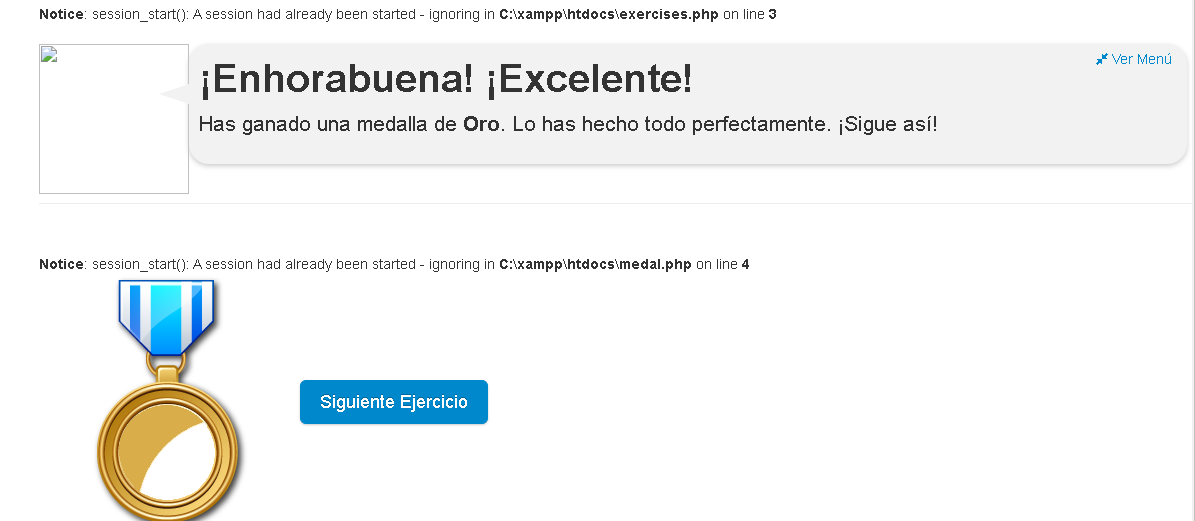 Notice: session_start(): A session had already been started - ignoring in C:\xampp\htdocs\exercises.php on line 3
Ver Menú
¡Enhorabuena! ¡Excelente!
Has ganado una medalla de Oro. Lo has hecho todo perfectamente. ¡Sigue así!
Notice: session_start(): A session had already been started - ignoring in C:\xampp\htdocs\medal.php on line 4
Siguiente Ejercicio